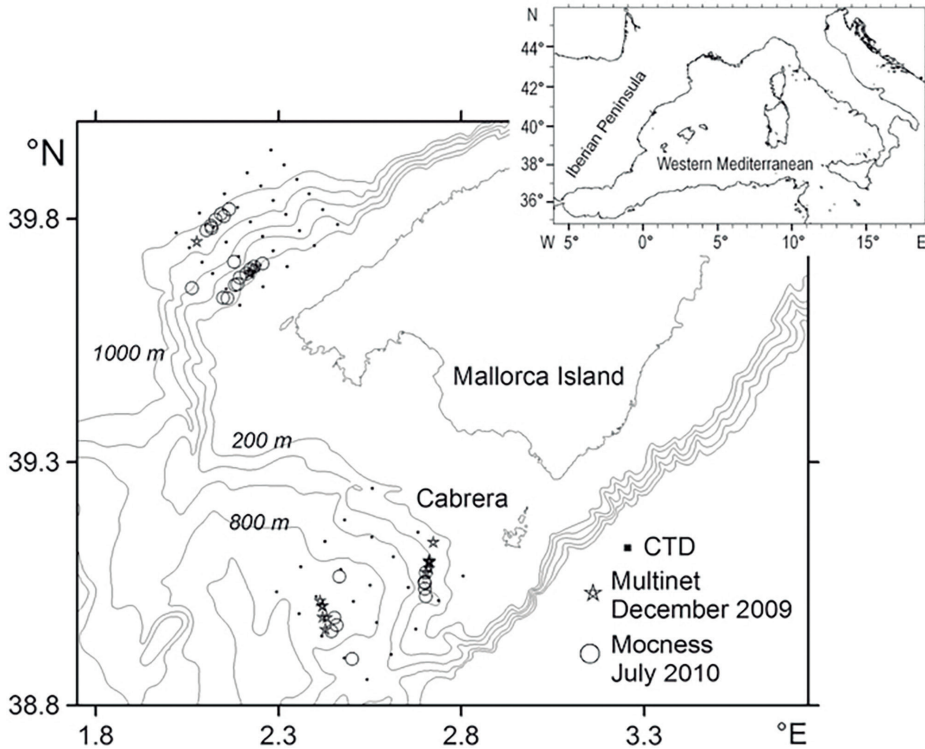 N
44°
42°
40°
38°
36°
Iberian Peninsula
Western Mediterranean
W 5° 0° 5° 10° 15° E
°N
39.8
39.3
38.8
1000 m
200 m
800 m
Mallorca Island
Cabrera
CTD
Multinet
December 2009
Mocness
July 2010
1.8 2.3 2.8 3.3 °E